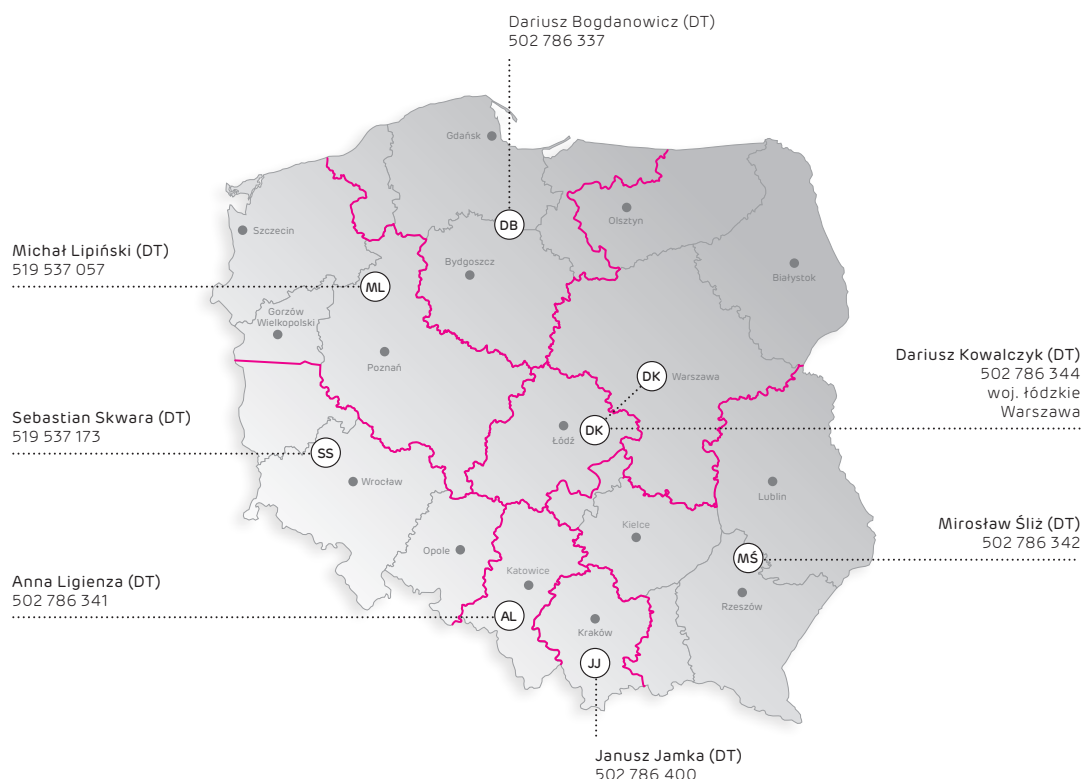 Dariusz Bogdanowicz (DT)
502 786 337
Gdańsk
Olsztyn
DB
Szczecin
Michał Lipiński (DT)
519 537 057
Bydgoszcz
Białystok
ML
Gorzów
Wielkopolski
Poznań
Dariusz Kowalczyk (DT)
502 786 344
woj. łódzkie
Warszawa
DK
Warszawa
Sebastian Skwara (DT)
519 537 173
DK
Łódź
SS
Wrocław
Lublin
Kielce
Mirosław Śliż (DT)
502 786 342
Opole
MŚ
Katowice
Anna Ligienza (DT)
502 786 341
Rzeszów
AL
Kraków
JJ
Janusz Jamka (DT)
502 786 400